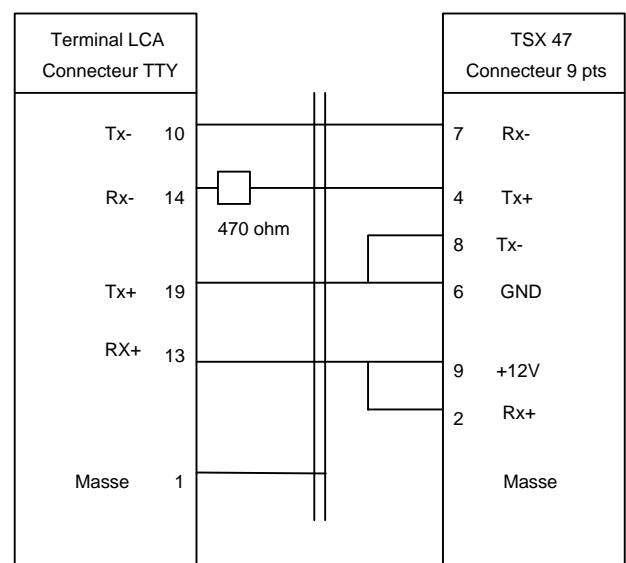 Terminal LCA
Connecteur TTY
TSX 47
Connecteur 9 pts
Tx- 10
7 Rx-
Rx- 14
470 ohm
4 Tx+
8 Tx-
Tx+ 19
6 GND
RX+ 13
9 +12V
2 Rx+
Masse 1
Masse